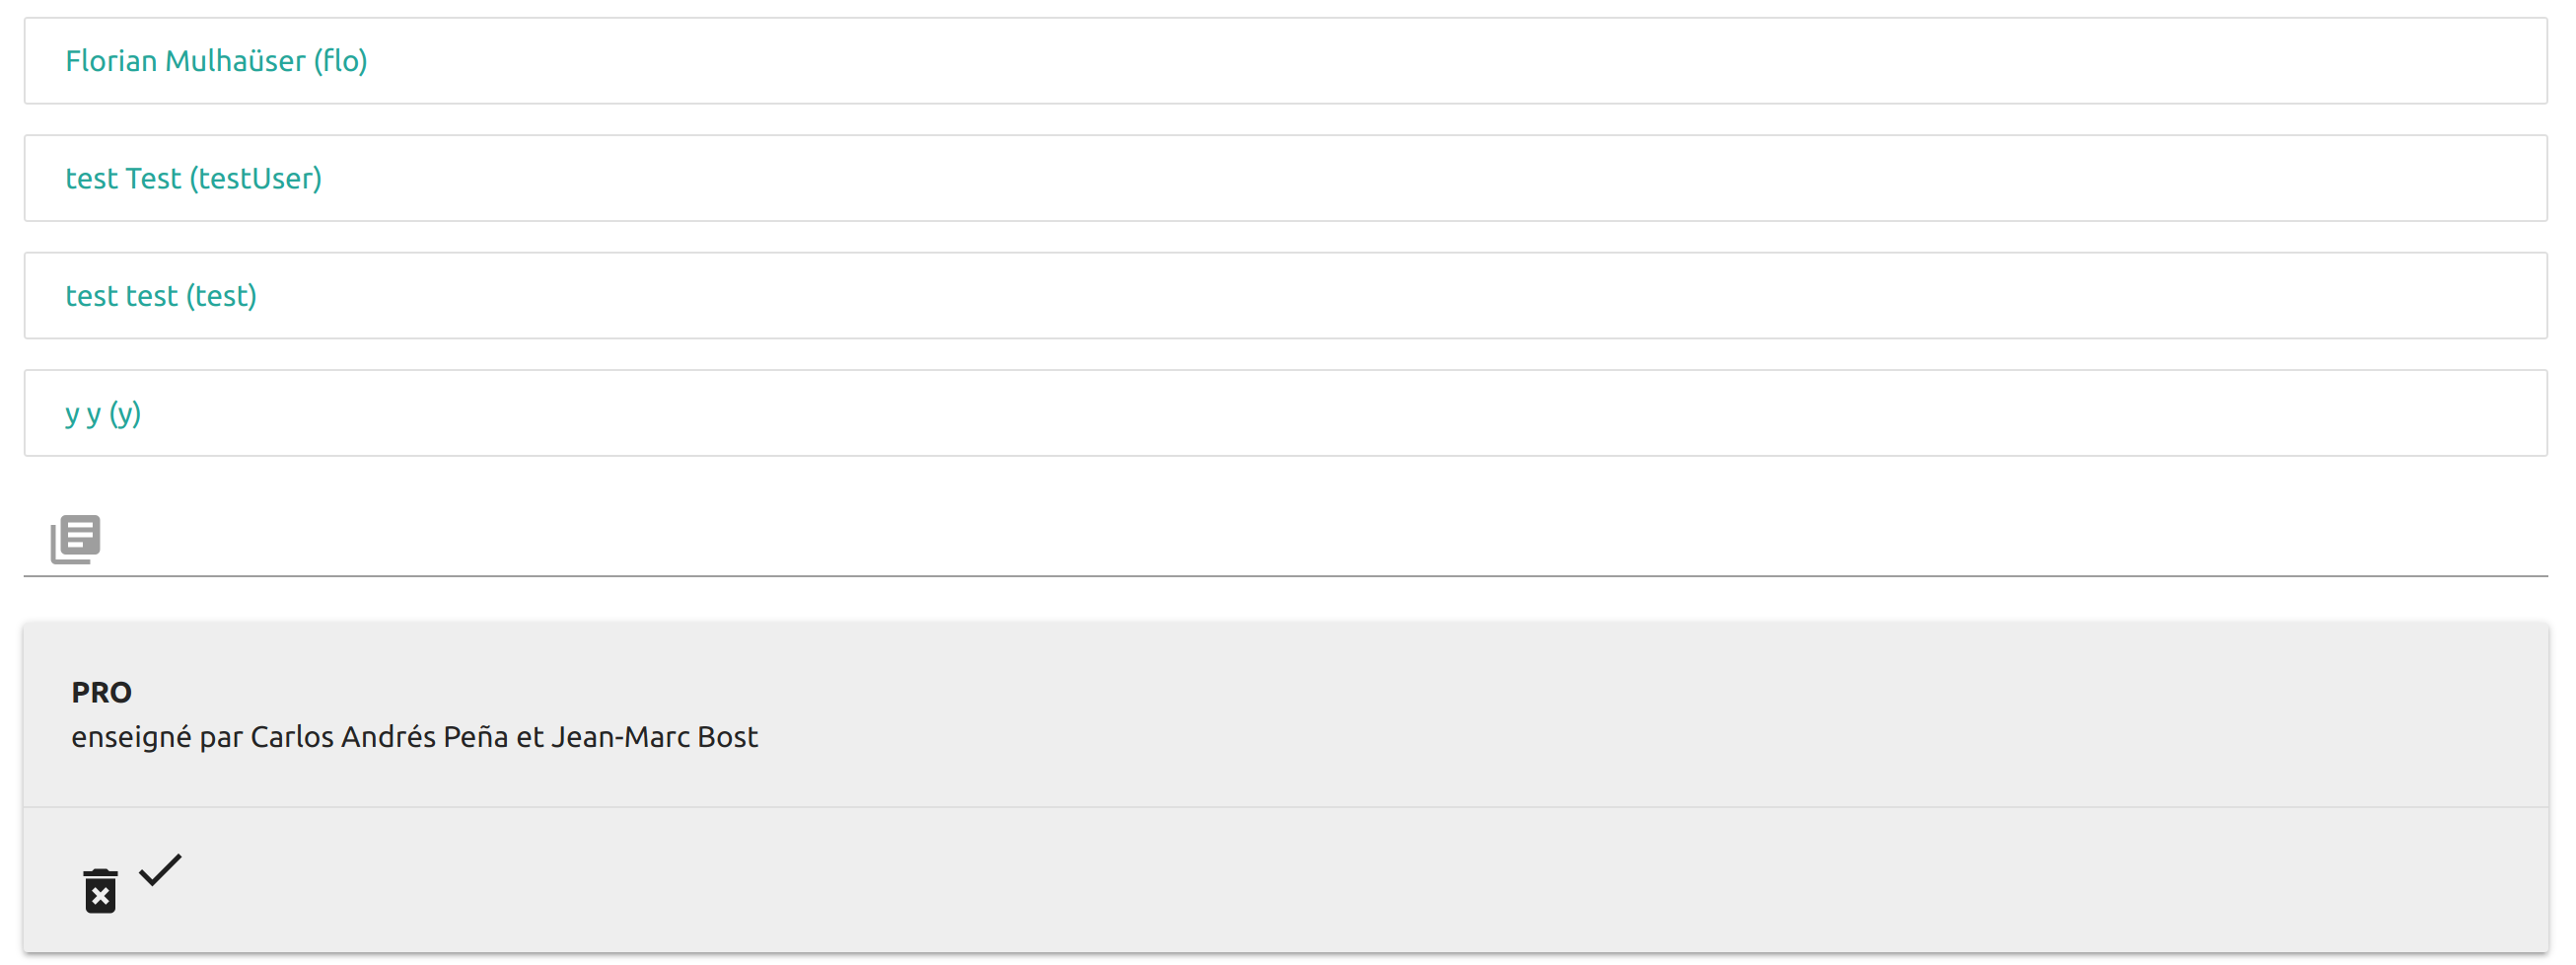 Florian Mulhaüser (flo)
test Test (testUser)
test test (test)
y y (y)
PRO
enseigné par Carlos Andrés Peña et Jean-Marc Bost